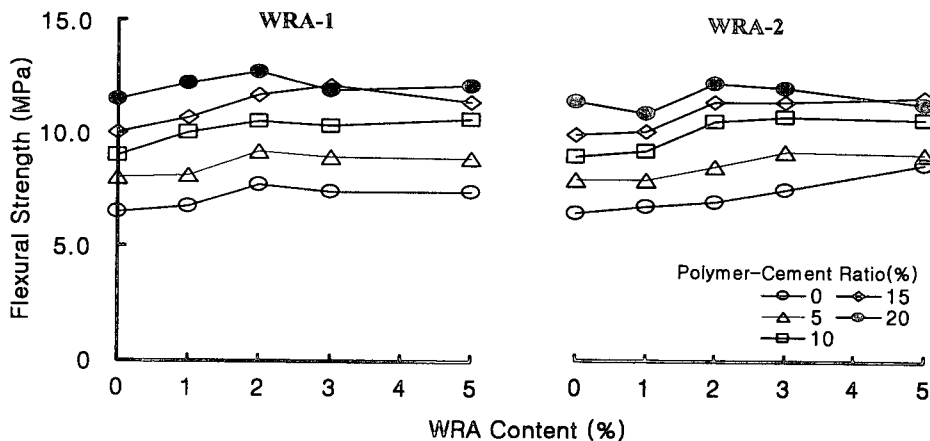 WRA-1
WRA-2
Flexural Strength (MPa)
15.0
10.0
5.0
0
0 1 2 3 4 5
0 1 2 3 4 5
Polymer-Cement Ratio(%)
0 15
5 20
10
WRA Content (%)